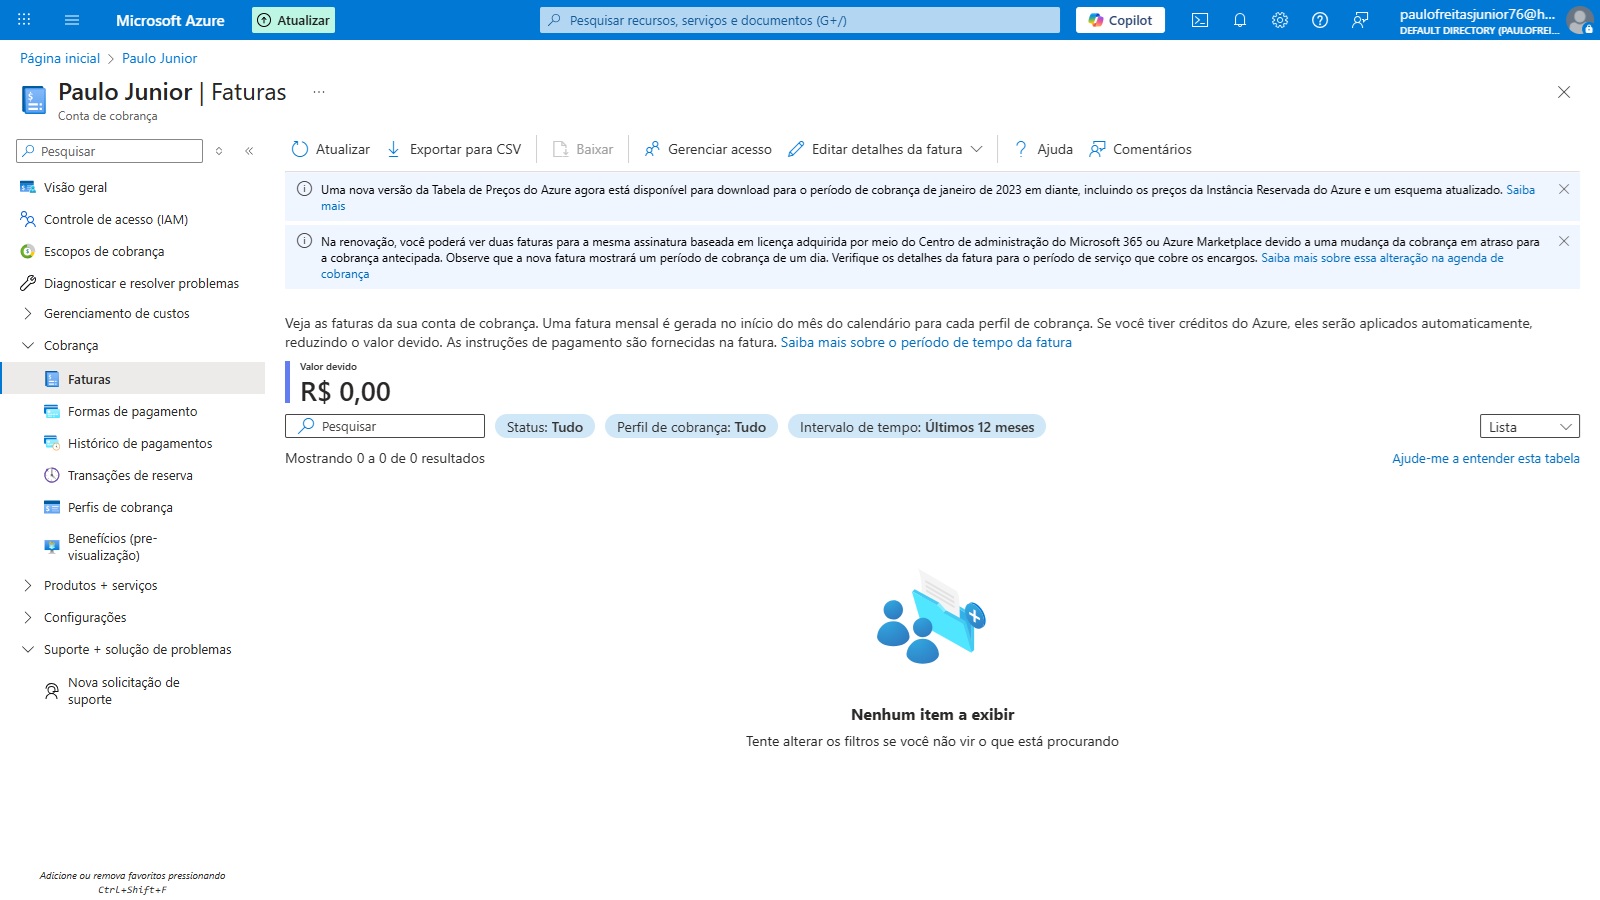 Microsoft Azure
Atualizar
Pesquisar recursos, serviços e documentos (G+/)
Copilot
paulofreitasjunior76@h...
DEFAULT DIRECTORY (PAULOFREI...
Página inicial > Paulo Junior
Paulo Junior | Faturas ...
Conta de cobrança
Pesquisar
Visão geral
Controle de acesso (IAM)
Escopos de cobrança
Diagnosticar e resolver problemas
Gerenciamento de custos
Cobrança
Faturas
Formas de pagamento
Histórico de pagamentos
Transações de reserva
Perfis de cobrança
Benefícios (pre-
visualização)
Produtos + serviços
Configurações
Suporte + solução de problemas
Nova solicitação de
suporte
Adicione ou remova favoritos pressionando
Ctrl+Shift+F
Atualizar
Exportar para CSV
Baixar
Gerenciar acesso
Editar detalhes da fatura
Ajuda
Comentários
Uma nova versão da Tabela de Preços do Azure agora está disponível para download para o período de cobrança de janeiro de 2023 em diante, incluindo os preços da Instância Reservada do Azure e um esquema atualizado. Saiba
mais
Na renovação, você poderá ver duas faturas para a mesma assinatura baseada em licença adquirida por meio do Centro de administração do Microsoft 365 ou Azure Marketplace devido a uma mudança da cobrança em atraso para
a cobrança antecipada. Observe que a nova fatura mostrará um período de cobrança de um dia. Verifique os detalhes da fatura para o período de serviço que cobre os encargos. Saiba mais sobre essa alteração na agenda de
cobrança
Veja as faturas da sua conta de cobrança. Uma fatura mensal é gerada no início do mês do calendário para cada perfil de cobrança. Se você tiver créditos do Azure, eles serão aplicados automaticamente,
reduzindo o valor devido. As instruções de pagamento são fornecidas na fatura. Saiba mais sobre o período de tempo da fatura
Valor devido
R$ 0,00
Pesquisar
Status: Tudo
Perfil de cobrança: Tudo
Intervalo de tempo: Últimos 12 meses
Lista
Mostrando 0 a 0 de 0 resultados
Ajude-me a entender esta tabela
Nenhum item a exibir
Tente alterar os filtros se você não vir o que está procurando